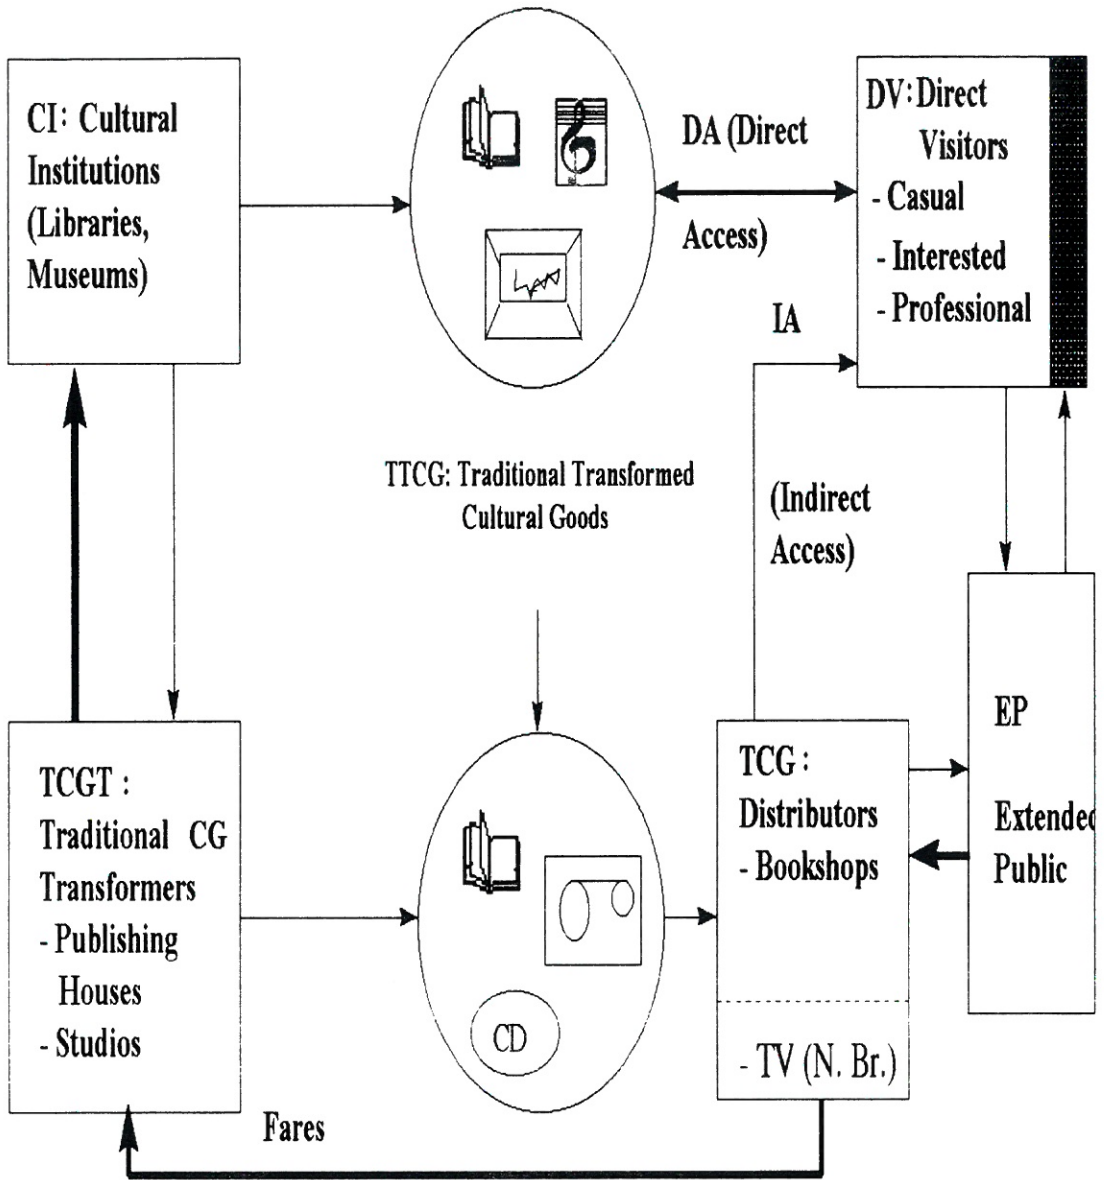 CI: Cultural
Institutions
(Libraries,
Museums)
DA (Direct
Access)
DV: Direct
Visitors
- Casual
- Interested
- Professional
IA
(Indirect
Access)
TTCG: Traditional Transformed
Cultural Goods
TCGT :
Traditional CG
Transformers
- Publishing
Houses
- Studios
CD
TCG :
Distributors
- Bookshops
- TV (N. Br.)
EP
Extended
Public
Fares